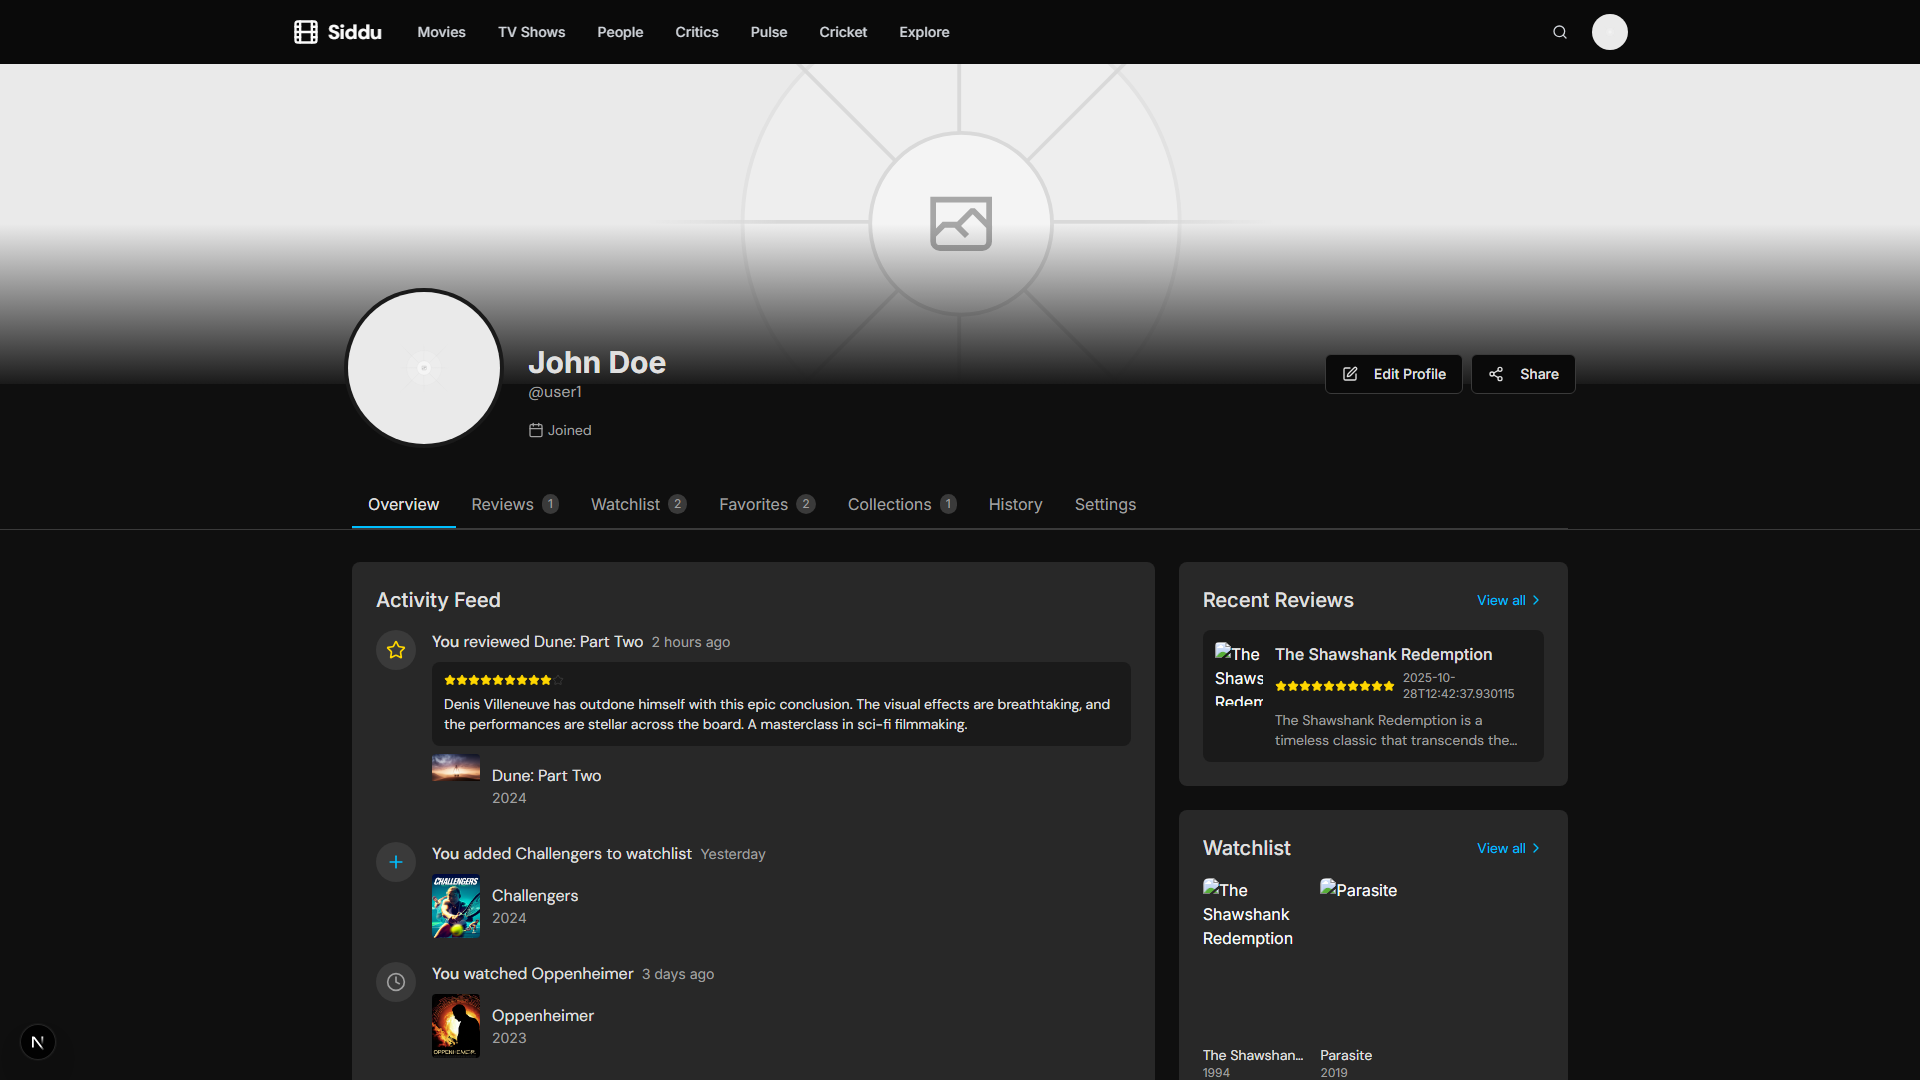 Siddu
Movies
TV Shows
People
Critics
Pulse
Cricket
Explore
John Doe
@user1
Joined
Edit Profile
Share
Overview
Reviews 1
Watchlist 2
Favorites 2
Collections 1
History
Settings
Activity Feed
You reviewed Dune: Part Two 2 hours ago
Denis Villeneuve has outdone himself with this epic conclusion. The visual effects are breathtaking, and
the performances are stellar across the board. A masterclass in sci-fi filmmaking.
Dune: Part Two
2024
You added Challengers to watchlist Yesterday
CHALLENGERS
Challengers
2024
You watched Oppenheimer 3 days ago
Oppenheimer
2023
N
Recent Reviews
View all
The
Shaws
Redem
The Shawshank Redemption
2025-10-
28T12:42:37.930115
The Shawshank Redemption is a
timeless classic that transcends the...
Watchlist
View all
The
Shawshank
Redemption
Parasite
The Shawshan...
1994
Parasite
2019